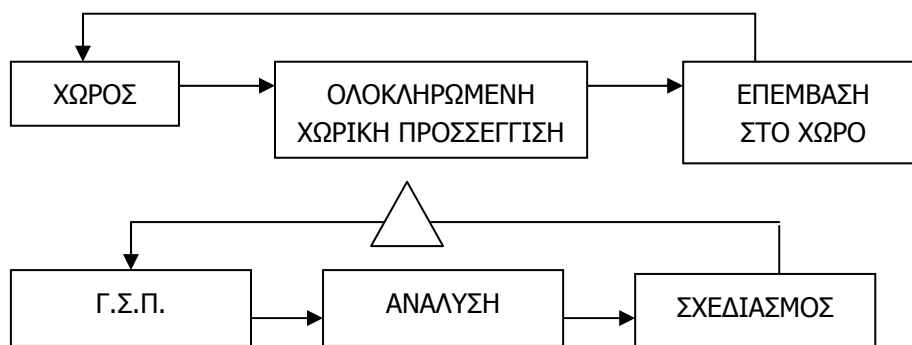 ΧΩΡΟΣ
ΟΛΟΚΛΗΡΩΜΕΝΗ
ΧΩΡΙΚΗ ΠΡΟΣΣΕΓΓΙΣΗ
ΕΠΕΜΒΑΣΗ
ΣΤΟ ΧΩΡΟ
Γ.Σ.Π.
ΑΝΑΛΥΣΗ
ΣΧΕΔΙΑΣΜΟΣ